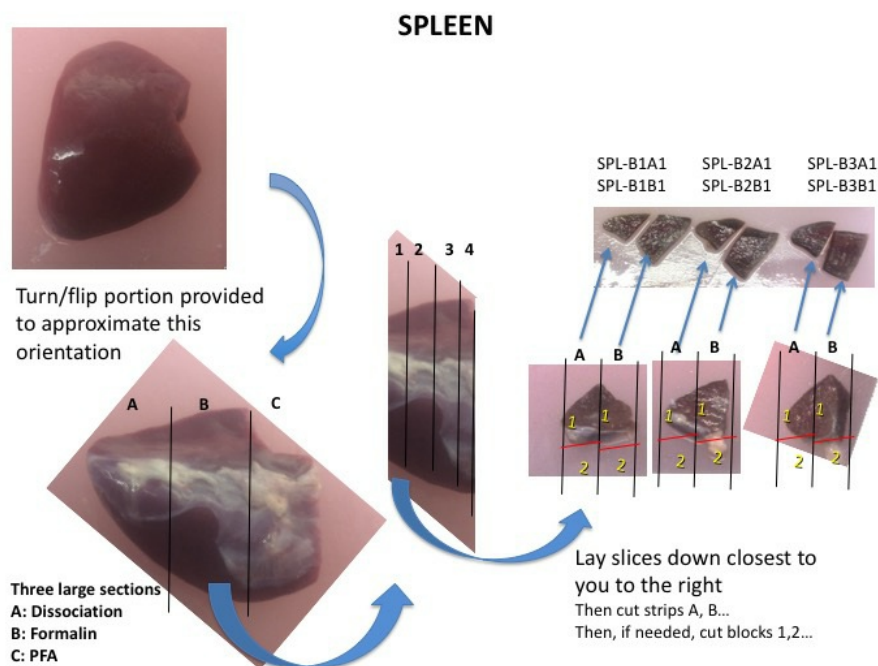 SPLEEN
Turn/flip portion provided
to approximate this
orientation
A B C
Three large sections
A: Dissociation
B: Formalin
C: PFA
1 2 3 4
SPL-B1A1 SPL-B2A1 SPL-B3A1
SPL-B1B1 SPL-B2B1 SPL-B3B1
A B A B A B
1 1 1 1 1 1
2 2 2 2 2 2
Lay slices down closest to
you to the right
Then cut strips A, B...
Then, if needed, cut blocks 1,2...